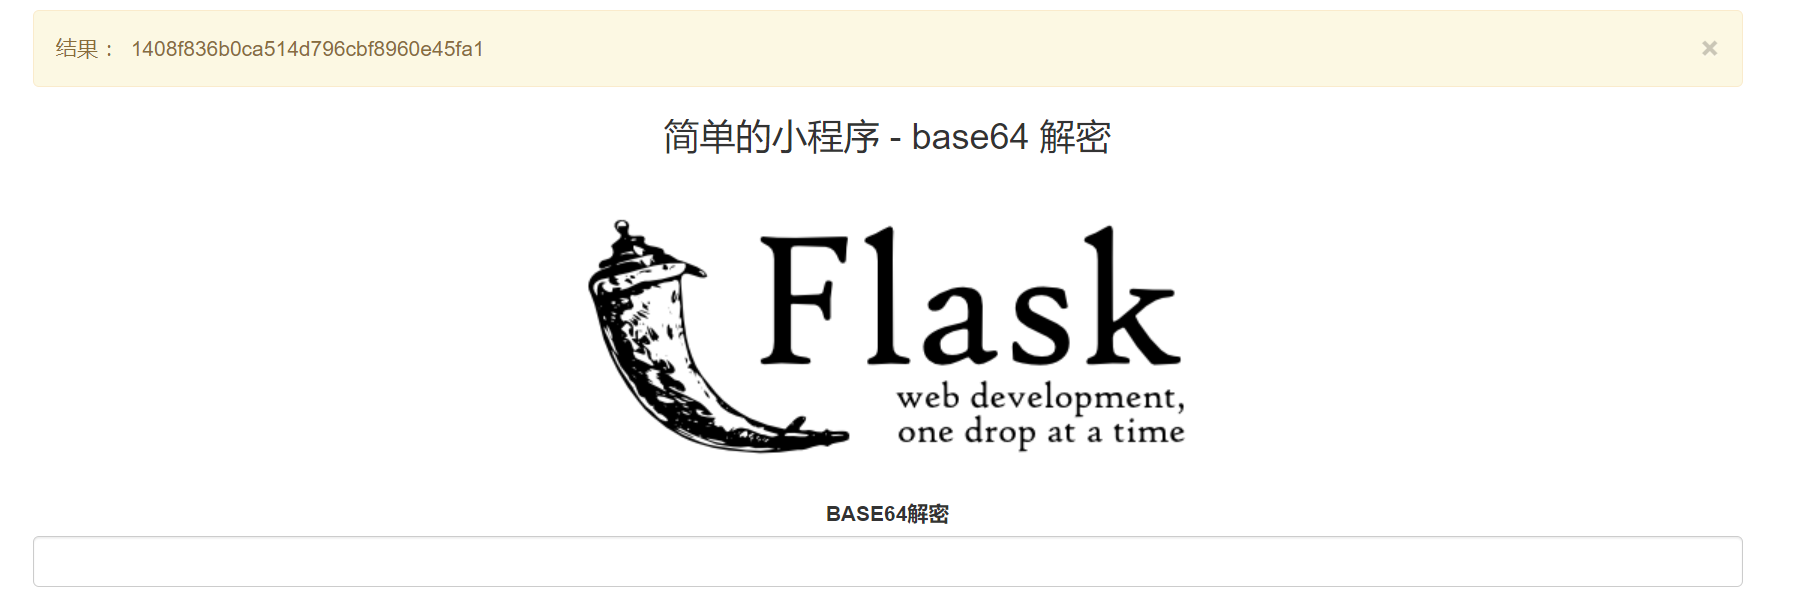 结果： 1408f836b0ca514d796cbf8960e45fa1
×
简单的小程序 - base64 解密
Flask
web development,
one drop at a time
BASE64解密